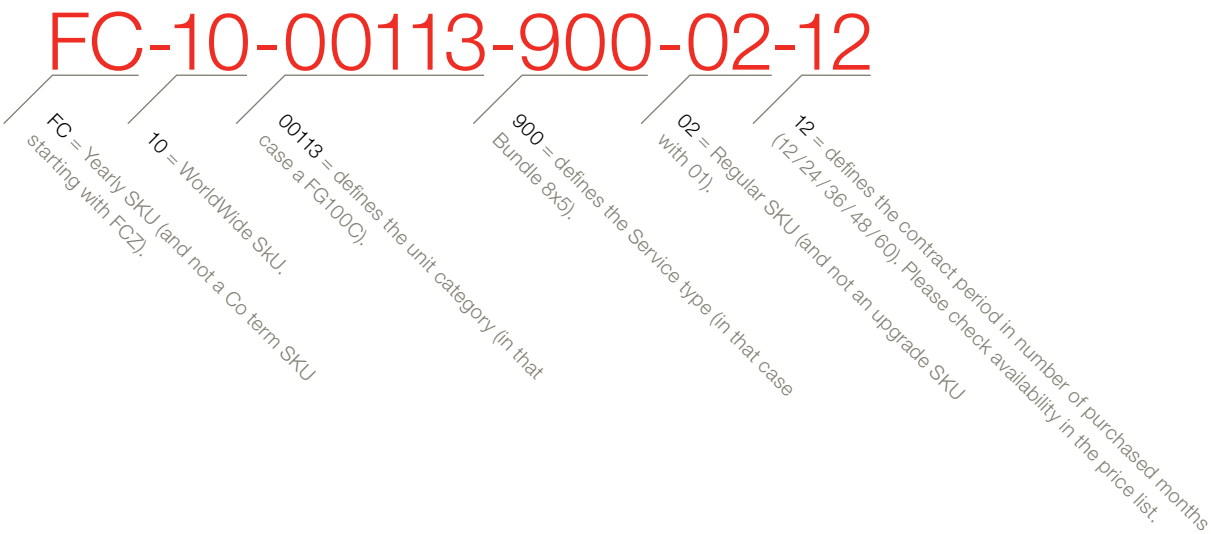 FC-10-00113-900-02-12
FC = Yearly SKU (and not a Co term SKU
starting with FCZ).
10 = WorldWide SkU.
00113 = defines the unit category (in that
case a FG100C).
900 = defines the Service type (in that case
Bundle 8x5).
02 = Regular SKU (and not an upgrade SKU
with 01).
12 = defines the contract period in number of purchased months
(12/24/36/48/60). Please check availability in the price list.